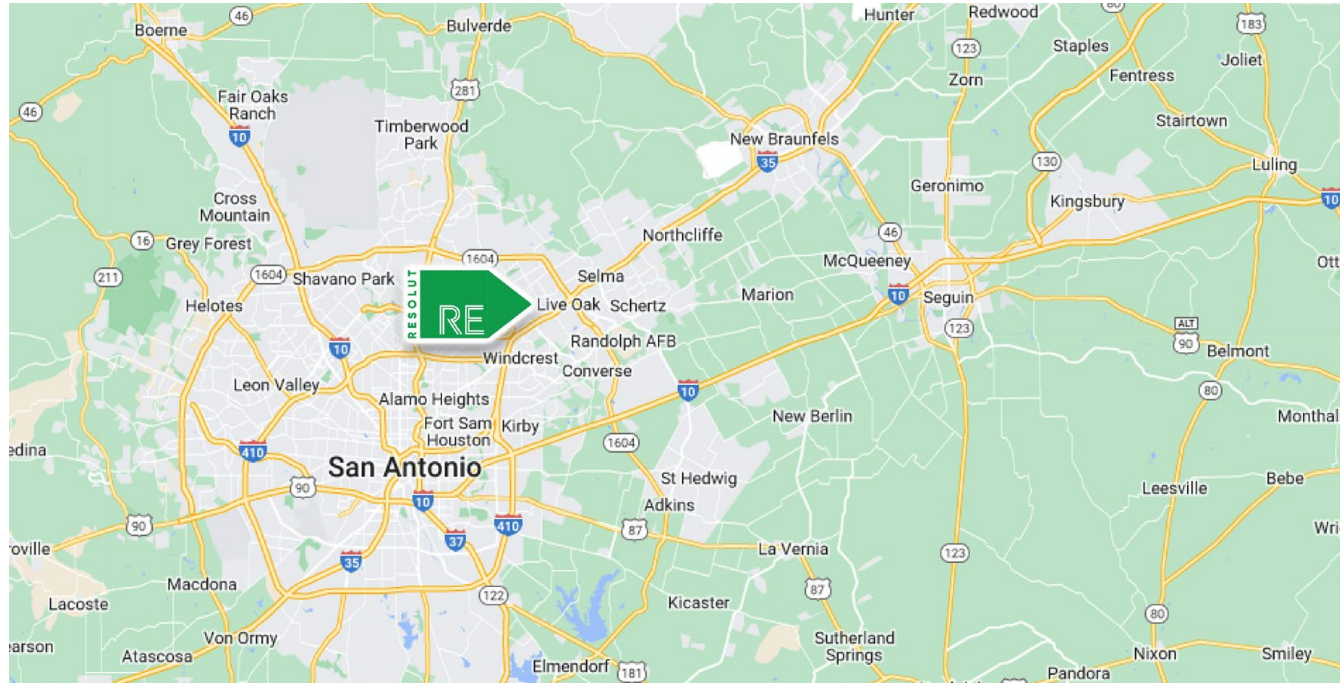 Boerne
Bulverde
Hunter
Redwood
80
183
46
123
Staples
Joliet
Fair Oaks
Ranch
281
Zorn
Fentress
46
10
Timberwood
Park
New Braunfels
35
Stairtown
130
Luling
Cross
Mountain
Geronimo
Kingsbury
10
16
Grey Forest
Northcliffe
46
211
1604
Shavano Park
1604
Selma
McQueeney
Ott
RESOLUT
RE
Helotes
Live Oak
Schertz
Marion
10
Seguin
123
ALT
90
10
Windcrest
Randolph AFB
Belmont
Converse
Leon Valley
10
80
Alamo Heights
New Berlin
Monthal
Fort Sam
Houston
Kirby
1604
edina
410
San Antonio
90
St Hedwig
Bebe
Leesville
10
Adkins
90
410
87
Wri
37
La Vernia
123
roville
35
Macdona
122
87
Lacoste
Kicaster
80
Von Ormy
Sutherland
Springs
earson
Atascosa
Elmendorf
181
Nixon
Smiley
Pandora